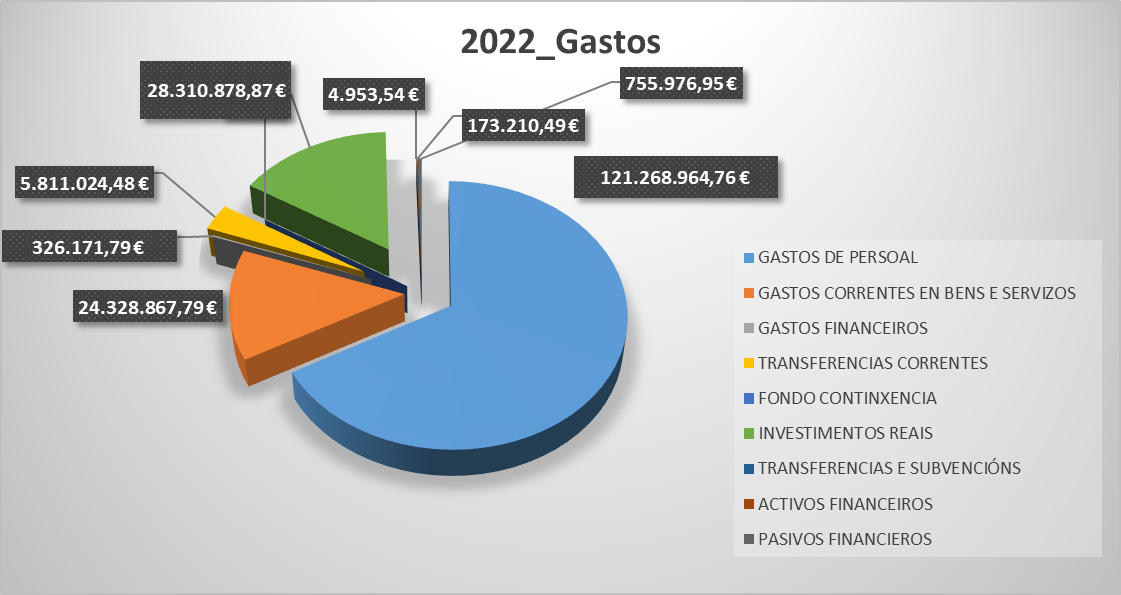 2022_Gastos
28.310.878,87 €
4.953,54 €
755.976,95 €
173.210,49 €
121.268.964,76 €
5.811.024,48 €
326.171,79 €
24.328.867,79 €
GASTOS DE PERSOAL
GASTOS CORRENTES EN BENS E SERVIZOS
GASTOS FINANCEIROS
TRANSFERENCIAS CORRENTES
FONDO CONTINXENCIA
INVESTIMENTOS REAIS
TRANSFERENCIAS E SUBVENCIÓNS
ACTIVOS FINANCEIROS
PASIVOS FINANCIEROS